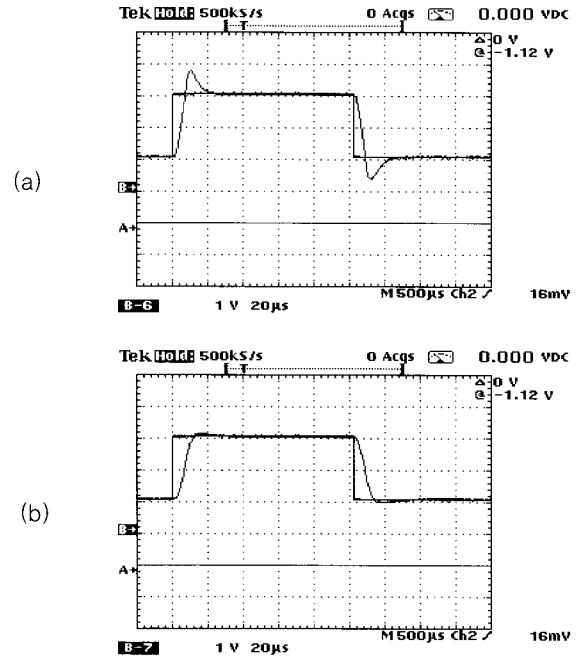 Tek Hold: 500kS/s 0 Acqs 0.000 VDC
T
Δ 0 V
@ -1.12 V
(a)
B+
A+
M 500µs Ch2 16mV
B-6 1 V 20µs
Tek Hold: 500kS/s 0 Acqs 0.000 VDC
T
Δ 0 V
@ -1.12 V
(b)
B+
A+
M 500µs Ch2 16mV
B-7 1 V 20µs